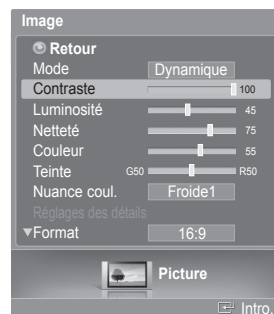 Image
Retour
Mode Dynamique
Contraste 100
Luminosité 45
Netteté 75
Couleur 55
Teinte G50 R50
Nuance coul. Froide1
Réglages des détails
▼Format 16:9
Picture
Intro.